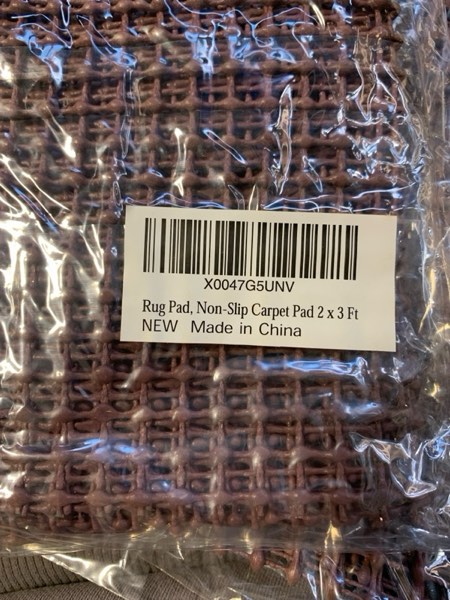 X0047G5UNV
Rug Pad, Non-Slip Carpet Pad 2 x 3 Ft
NEW Made in China